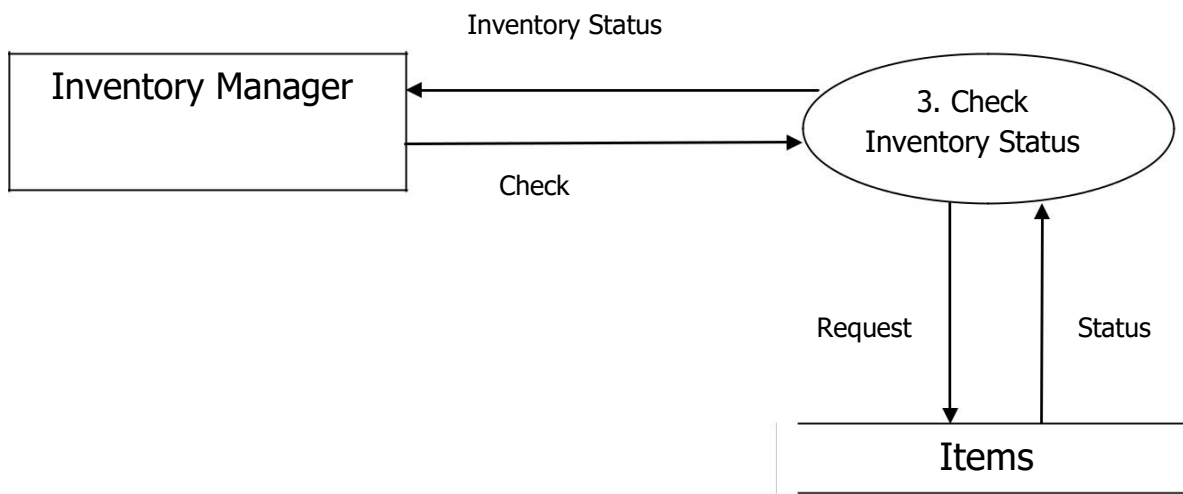 Inventory Status
Inventory Manager
3. Check
Inventory Status
Check
Request
Status
Items